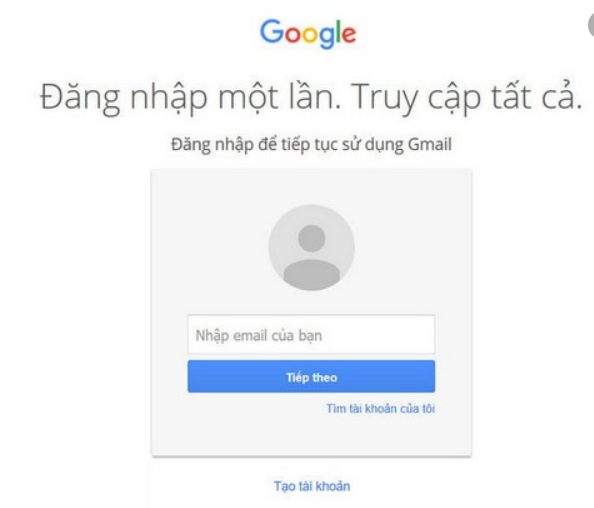 Google
Đăng nhập một lần. Truy cập tất cả.
Đăng nhập để tiếp tục sử dụng Gmail
Nhập email của bạn
Tiếp theo
Tìm tài khoản của tôi
Tạo tài khoản